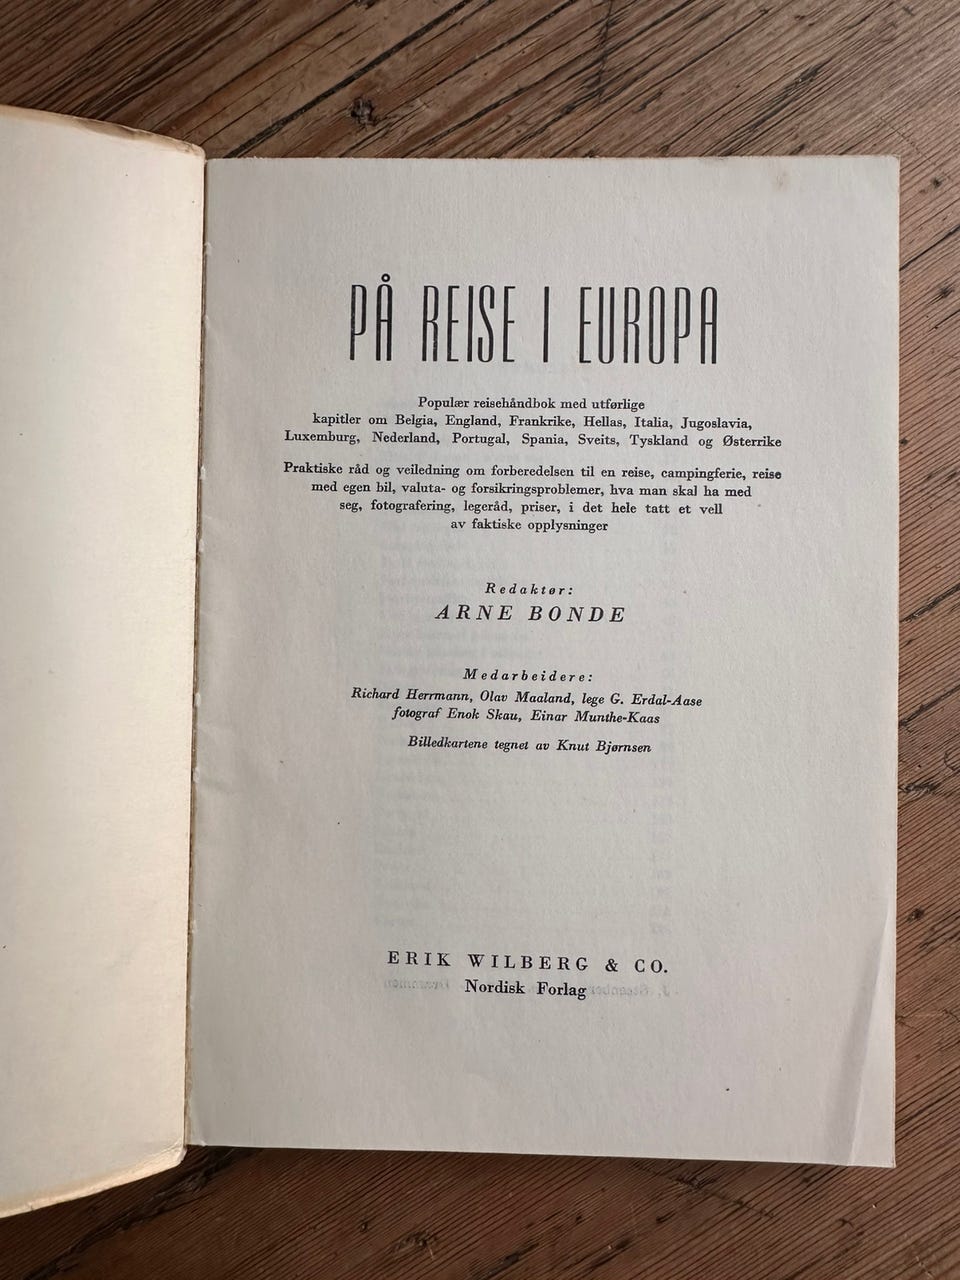 PÅ REISE I EUROPA
Populær reisehåndbok med utførlige
kapitler om Belgia, England, Frankrike, Hellas, Italia, Jugoslavia,
Luxemburg, Nederland, Portugal, Spania, Sveits, Tyskland og Østerrike
Praktiske råd og veiledning om forberedelsen til en reise, campingferie, reise
med egen bil, valuta- og forsikringsproblemer, hva man skal ha med
seg, fotografering, legeråd, priser, i det hele tatt et vell
av faktiske opplysninger
Redaktør:
ARNE BONDE
Medarbeidere:
Richard Herrmann, Olav Maaland, lege G. Erdal-Aase
fotograf Enok Skau, Einar Munthe-Kaas
Billedkartene tegnet av Knut Bjørnsen
ERIK WILBERG & CO.
Nordisk Forlag